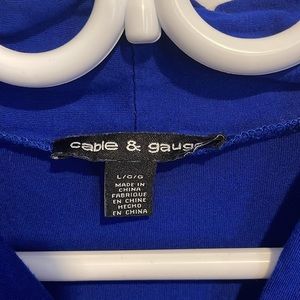 cable & gauge
L/G/G
MADE IN
CHINA
FABRIQUE
EN CHINE
HECHO
EN CHINA